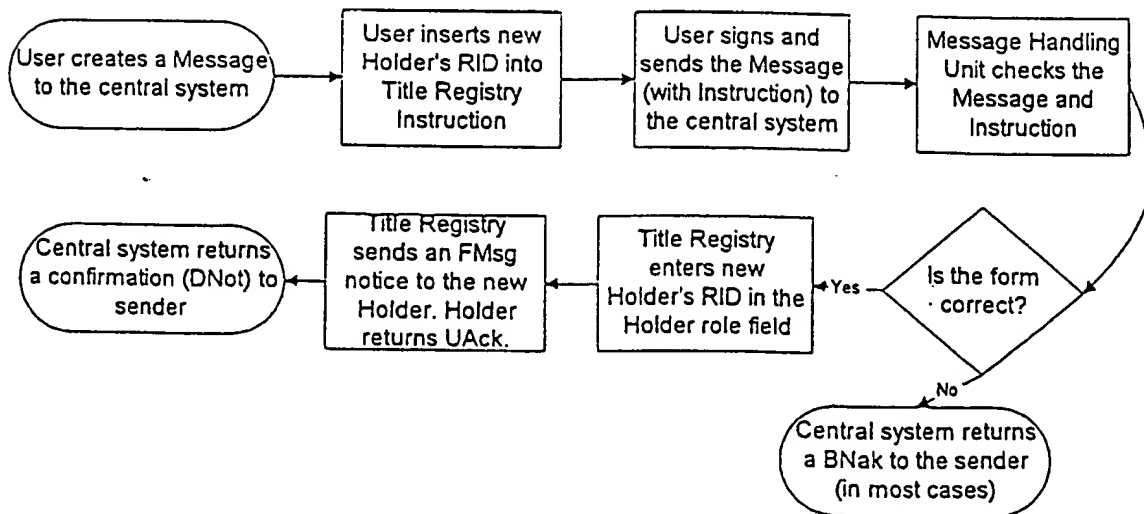 User creates a Message
to the central system
User inserts new
Holder's RID into
Title Registry
Instruction
User signs and
sends the Message
(with Instruction) to
the central system
Message Handling
Unit checks the
Message and
Instruction
Is the form
correct?
Yes
Title Registry
enters new
Holder's RID in the
Holder role field
Title Registry
sends an FMsg
notice to the new
Holder. Holder
returns UAck.
Central system returns
a confirmation (DNot) to
sender
No
Central system returns
a BNak to the sender
(in most cases)